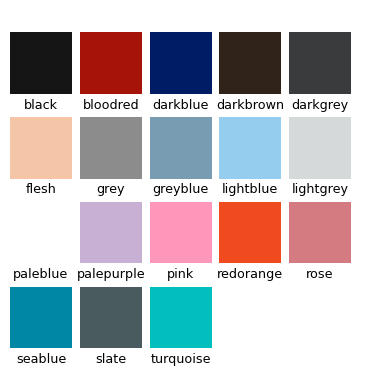 black bloodred darkblue darkbrown darkgrey
flesh grey greyblue lightblue lightgrey
paleblue palepurple pink redorange rose
seablue slate turquoise